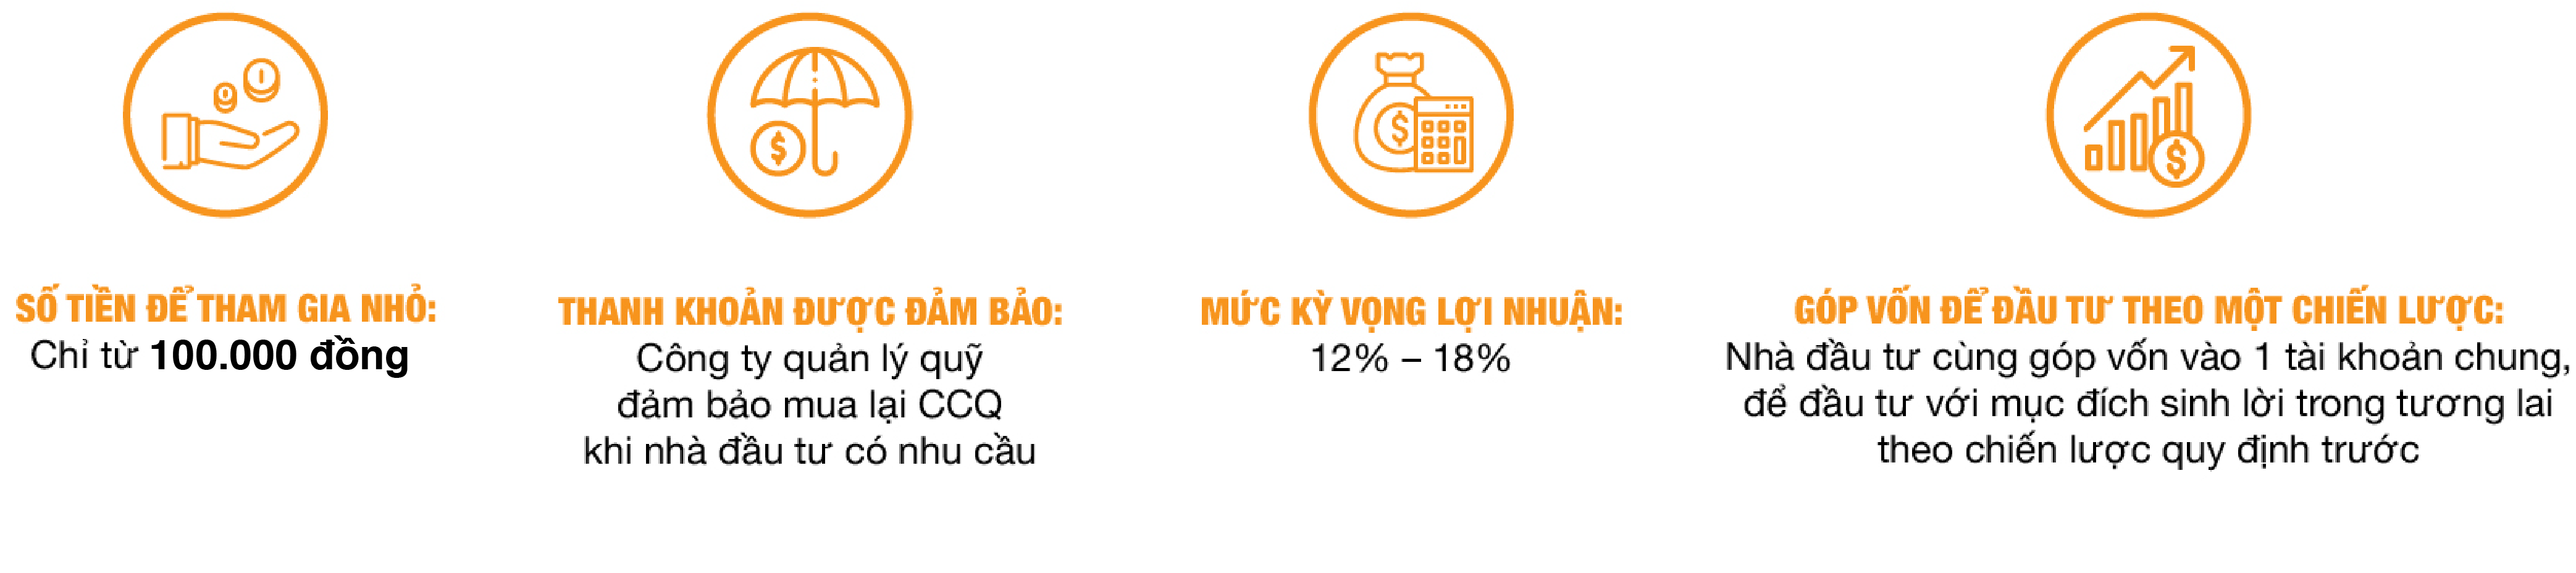 SỐ TIỀN ĐỂ THAM GIA NHỎ:
Chỉ từ 100.000 đồng
THANH KHOẢN ĐƯỢC ĐẢM BẢO:
Công ty quản lý quỹ
đảm bảo mua lại CCQ
khi nhà đầu tư có nhu cầu
MỨC KỲ VỌNG LỢI NHUẬN:
12% – 18%
GÓP VỐN ĐỂ ĐẦU TƯ THEO MỘT CHIẾN LƯỢC:
Nhà đầu tư cùng góp vốn vào 1 tài khoản chung,
để đầu tư với mục đích sinh lời trong tương lai
theo chiến lược quy định trước